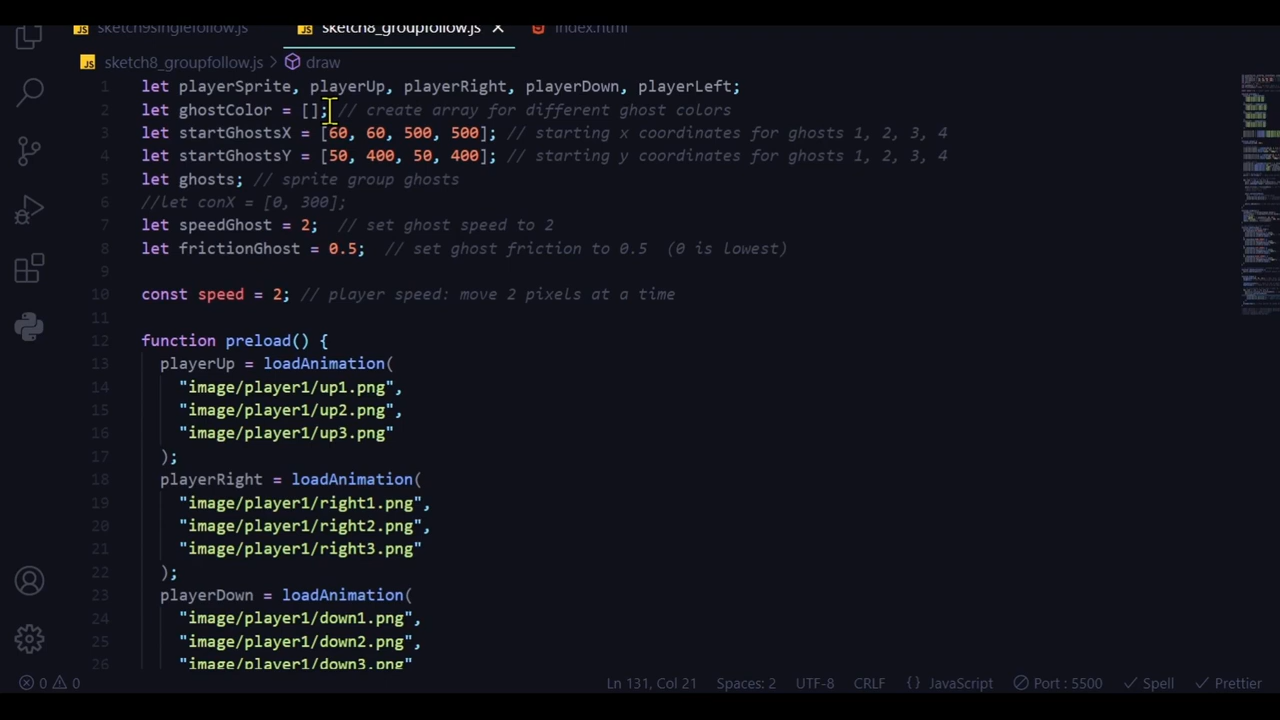 sketch9singlefollow.js sketch8_groupfollow.js index.html
sketch8_groupfollow.js > draw
1 let playerSprite, playerUp, playerRight, playerDown, playerLeft;
2 let ghostColor = []; // create array for different ghost colors
3 let startGhostsX = [60, 60, 500, 500]; // starting x coordinates for ghosts 1, 2, 3, 4
4 let startGhostsY = [50, 400, 50, 400]; // starting y coordinates for ghosts 1, 2, 3, 4
5 let ghosts; // sprite group ghosts
6 //let conX = [0, 300];
7 let speedGhost = 2; // set ghost speed to 2
8 let frictionGhost = 0.5; // set ghost friction to 0.5 (0 is lowest)
9
10 const speed = 2; // player speed: move 2 pixels at a time
11
12 function preload() {
13 playerUp = loadAnimation(
14 "image/player1/up1.png",
15 "image/player1/up2.png",
16 "image/player1/up3.png"
17 );
18 playerRight = loadAnimation(
19 "image/player1/right1.png",
20 "image/player1/right2.png",
21 "image/player1/right3.png"
22 );
23 playerDown = loadAnimation(
24 "image/player1/down1.png",
25 "image/player1/down2.png",
26 "image/player1/down3.png"
0 0 Ln 131, Col 21 Spaces: 2 UTF-8 CRLF {} JavaScript Port : 5500 Spell Prettier